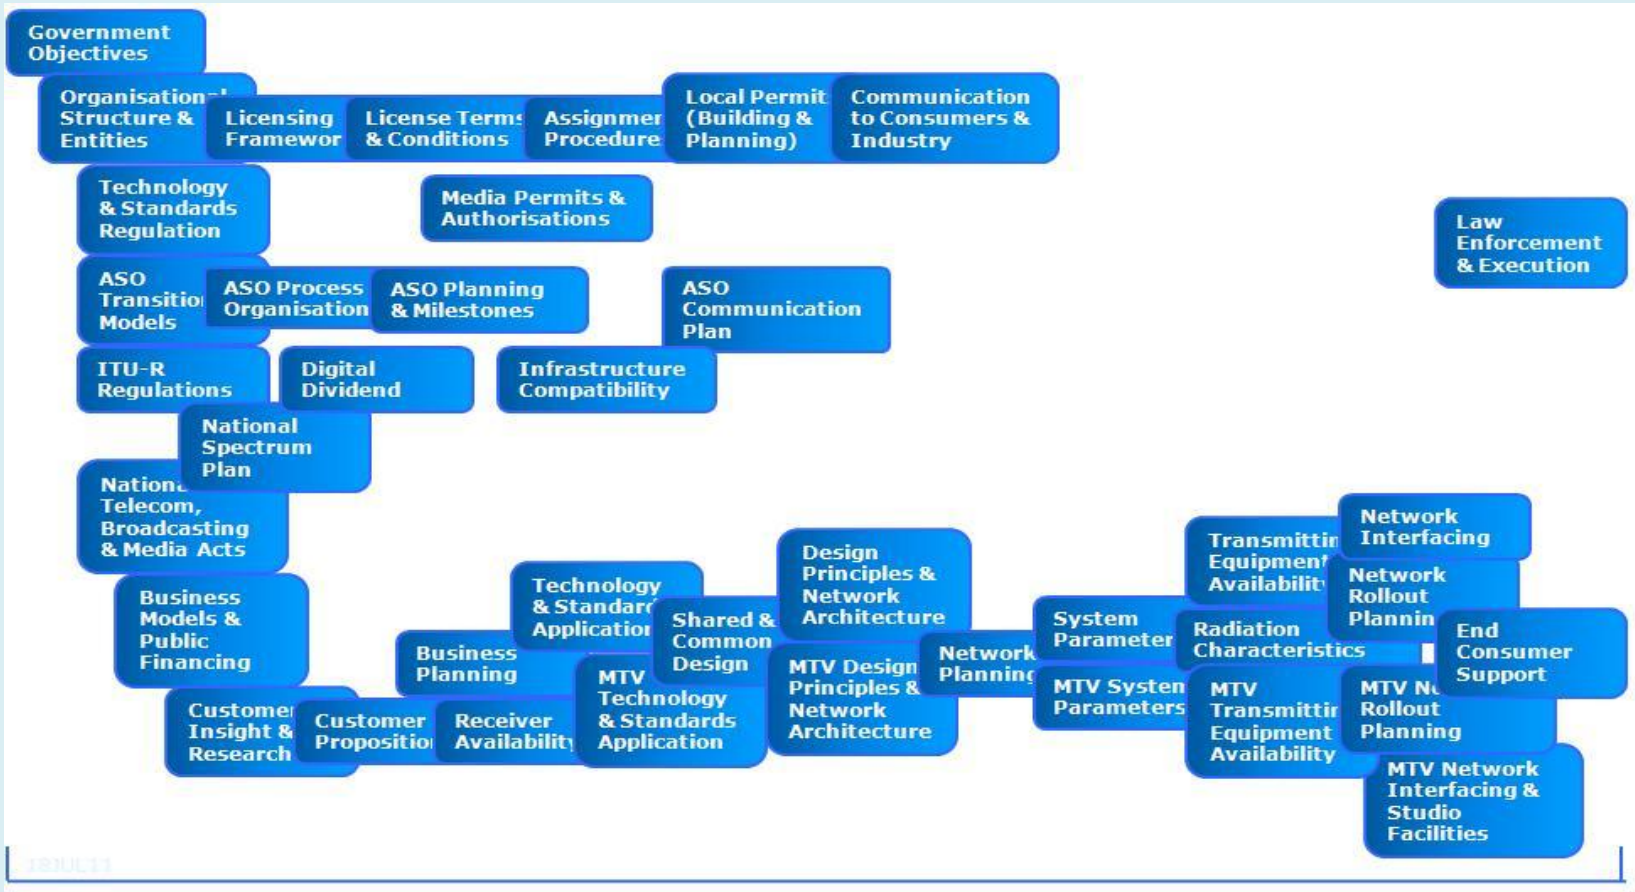 Government
Objectives
Organisational
Structure &
Entities
Licensing
Framewor
License Terms
& Conditions
Assignmen
Procedure
Local Permit
(Building &
Planning)
Communication
to Consumers &
Industry
Technology
& Standards
Regulation
Media Permits &
Authorisations
Law
Enforcement
& Execution
ASO
Transition
Models
ASO Process
Organisation
ASO Planning
& Milestones
ASO
Communication
Plan
ITU-R
Regulations
Digital
Dividend
Infrastructure
Compatibility
National
Spectrum
Plan
National
Telecom,
Broadcasting
& Media Acts
Business
Models &
Public
Financing
Customer
Insight &
Research
Customer
Proposition
Business
Planning
Receiver
Availability
Technology
& Standard
Application
MTV
Technology
& Standards
Application
Shared &
Common
Design
Design
Principles &
Network
Architecture
MTV Design
Principles &
Network
Architecture
Network
Planning
System
Parameter
MTV System
Parameters
Transmittin
Equipment
Availability
Radiation
Characteristics
MTV
Transmittin
Equipment
Availability
Network
Interfacing
Network
Rollout
Plannin
End
Consumer
Support
MTV Ne
Rollout
Planning
MTV Network
Interfacing &
Studio
Facilities
18JUL11